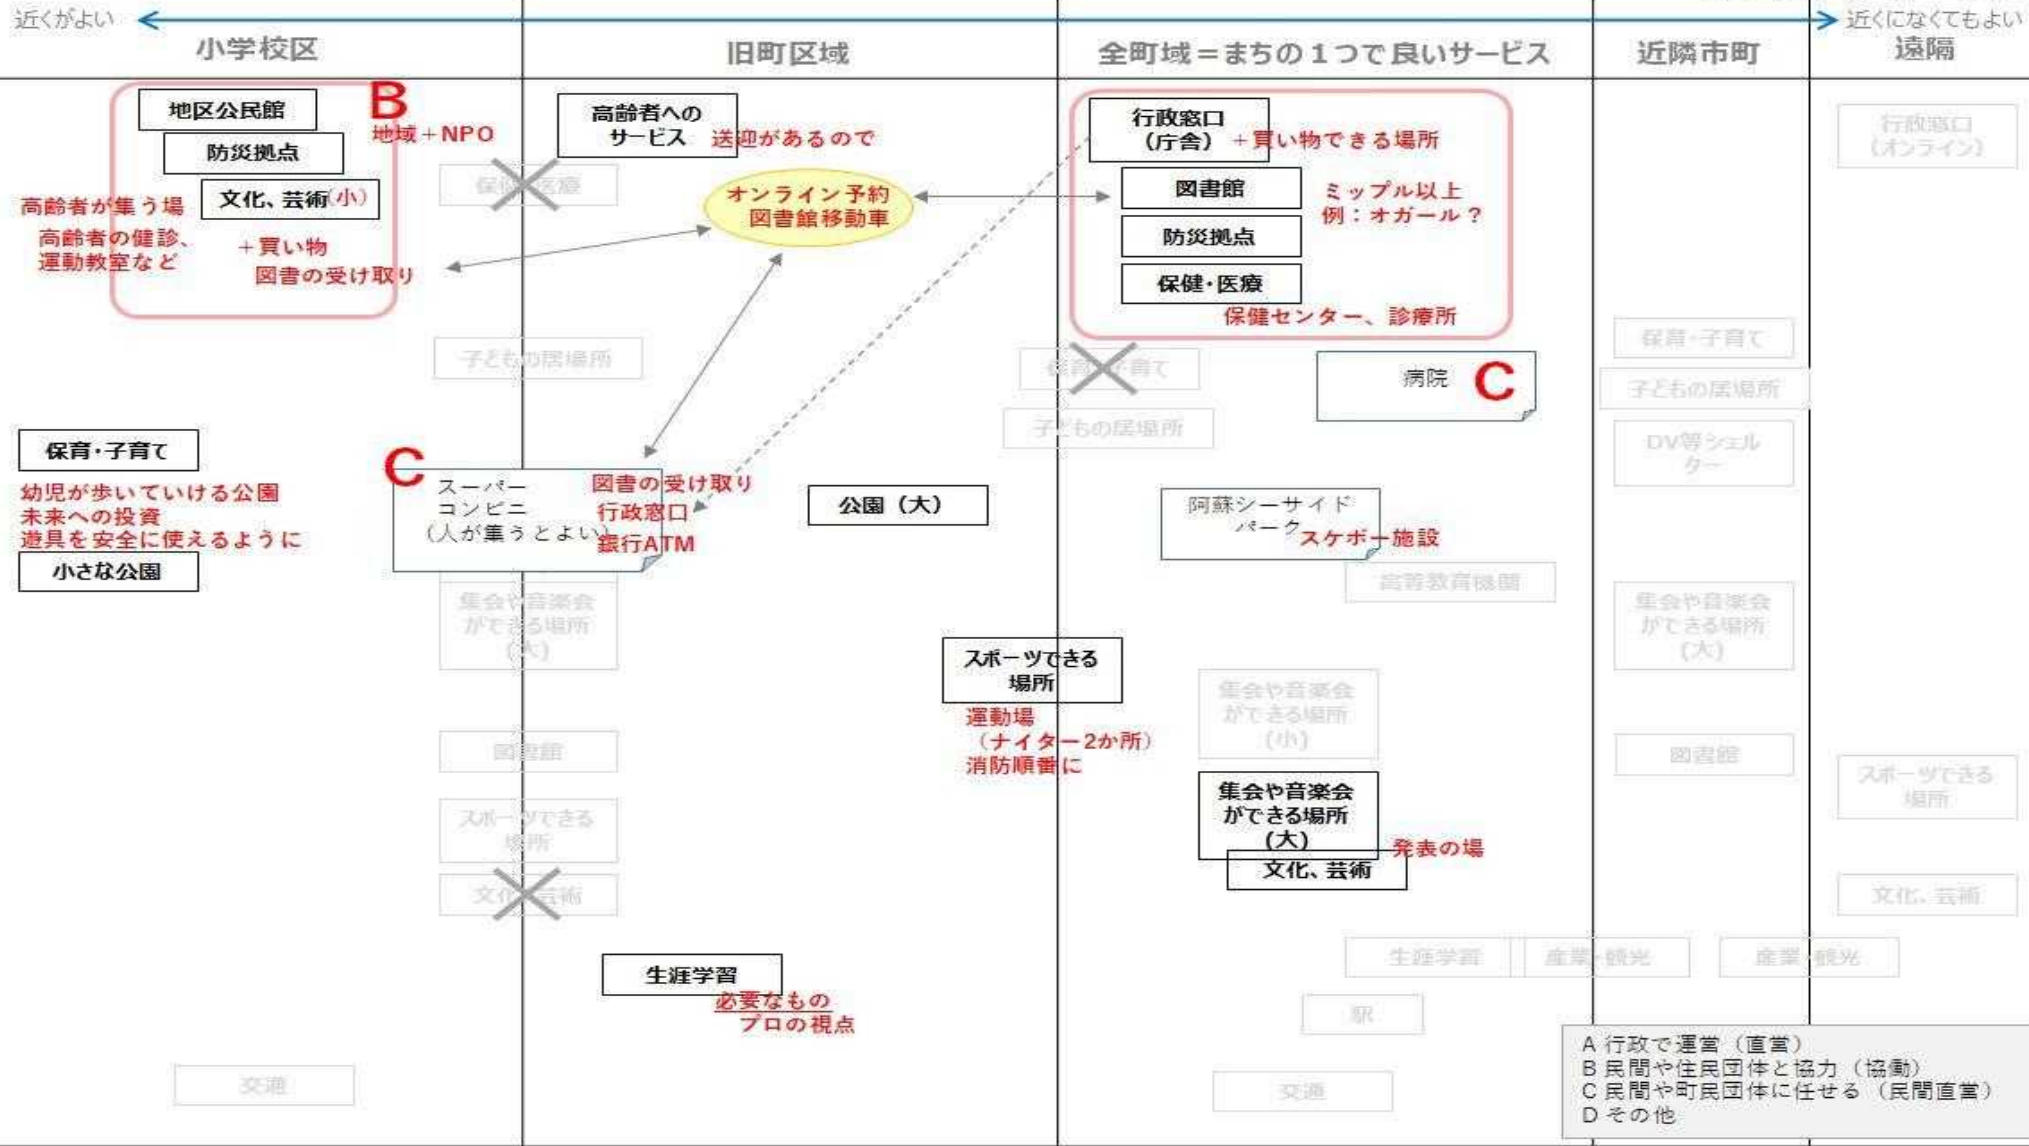 近くがよい
近くになくてもよい
小学校区
旧町区域
全町域＝まちの１つで良いサービス
近隣市町
遠隔
地区公民館
B
地域＋NPO
防災拠点
文化、芸術(小)
高齢者が集う場
高齢者の健診、
運動教室など
＋買い物
図書の受け取り
保健・医療
子どもの居場所
保育・子育て
幼児が歩いていける公園
未来への投資
遊具を安全に使えるように
小さな公園
C
スーパー
コンビニ
（人が集うとよい）
図書の受け取り
行政窓口
銀行ATM
集会や音楽会
ができる場所
(大)
図書館
スポーツできる
場所
文化、芸術
交通
高齢者への
サービス
送迎があるので
オンライン予約
図書館移動車
公園（大）
スポーツできる
場所
運動場
（ナイター2か所）
消防順番に
生涯学習
必要なもの
プロの視点
行政窓口
（庁舎）
＋買い物できる場所
図書館
ミップル以上
例：オガール？
防災拠点
保健・医療
保健センター、診療所
保育・子育て
子どもの居場所
病院
C
阿蘇シーサイド
パーク
スケボー施設
高等教育機関
集会や音楽会
ができる場所
(小)
集会や音楽会
ができる場所
(大)
発表の場
文化、芸術
生涯学習
産業・観光
駅
交通
保育・子育て
子どもの居場所
DV等シェル
ター
集会や音楽会
ができる場所
(大)
図書館
産業・観光
行政窓口
（オンライン）
スポーツできる
場所
文化、芸術
A 行政で運営（直営）
B 民間や住民団体と協力（協働）
C 民間や町民団体に任せる（民間直営）
D その他